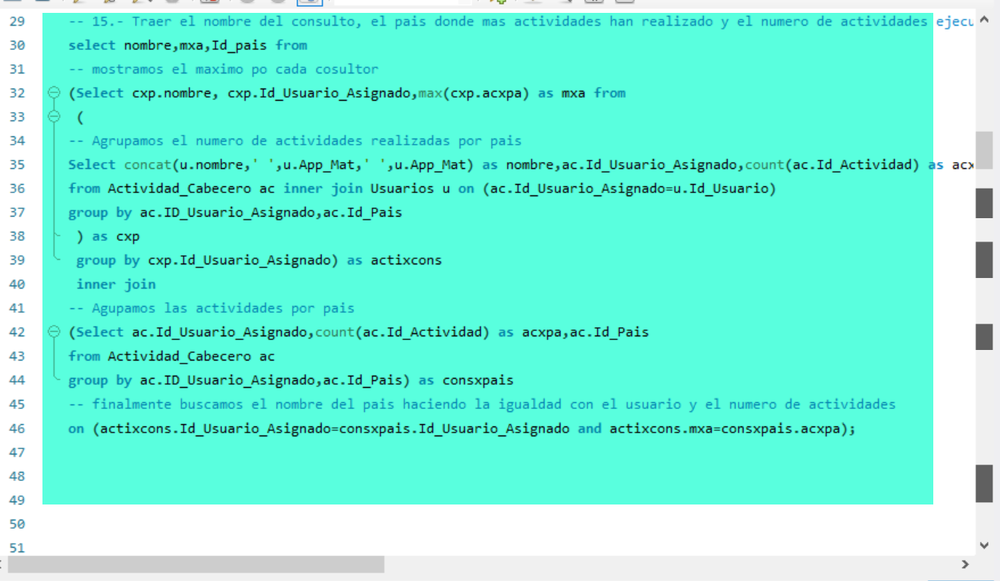 29 -- 15.- Traer el nombre del consulto, el pais donde mas actividades han realizado y el numero de actividades
30 select nombre,mxa,Id_pais from
31 -- mostramos el maximo po cada cosultor
32 (Select cxp.nombre, cxp.Id_Usuario_Asignado,max(cxp.acxpa) as mxa from
33 (
34 -- Agrupamos el numero de actividades realizadas por pais
35 Select concat(u.nombre,' ',u.App_Mat,' ',u.App_Mat) as nombre,ac.Id_Usuario_Asignado,count(ac.Id_Actividad) as
36 from Actividad_Cabecero ac inner join Usuarios u on (ac.Id_Usuario_Asignado=u.Id_Usuario)
37 group by ac.ID_Usuario_Asignado,ac.Id_Pais
38 ) as cxp
39 group by cxp.Id_Usuario_Asignado) as actixcons
40 inner join
41 -- Agupamos las actividades por pais
42 (Select ac.Id_Usuario_Asignado,count(ac.Id_Actividad) as acxpa,ac.Id_Pais
43 from Actividad_Cabecero ac
44 group by ac.ID_Usuario_Asignado,ac.Id_Pais) as consxpais
45 -- finalmente buscamos el nombre del pais haciendo la igualdad con el usuario y el numero de actividades
46 on (actixcons.Id_Usuario_Asignado=consxpais.Id_Usuario_Asignado and actixcons.mxa=consxpais.acxpa);
47
48
49
50
51